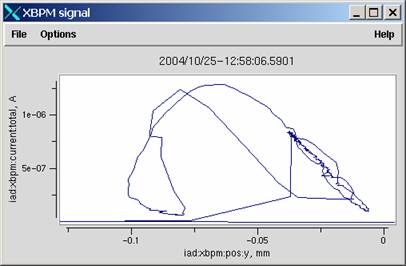 XBPM signal
File Options Help
2004/10/25-12:58:06.5901
iad:xbpm:current:total, A
1e-06
5e-07
-0.1 -0.05 0
iad:xbpm:pos:y, mm